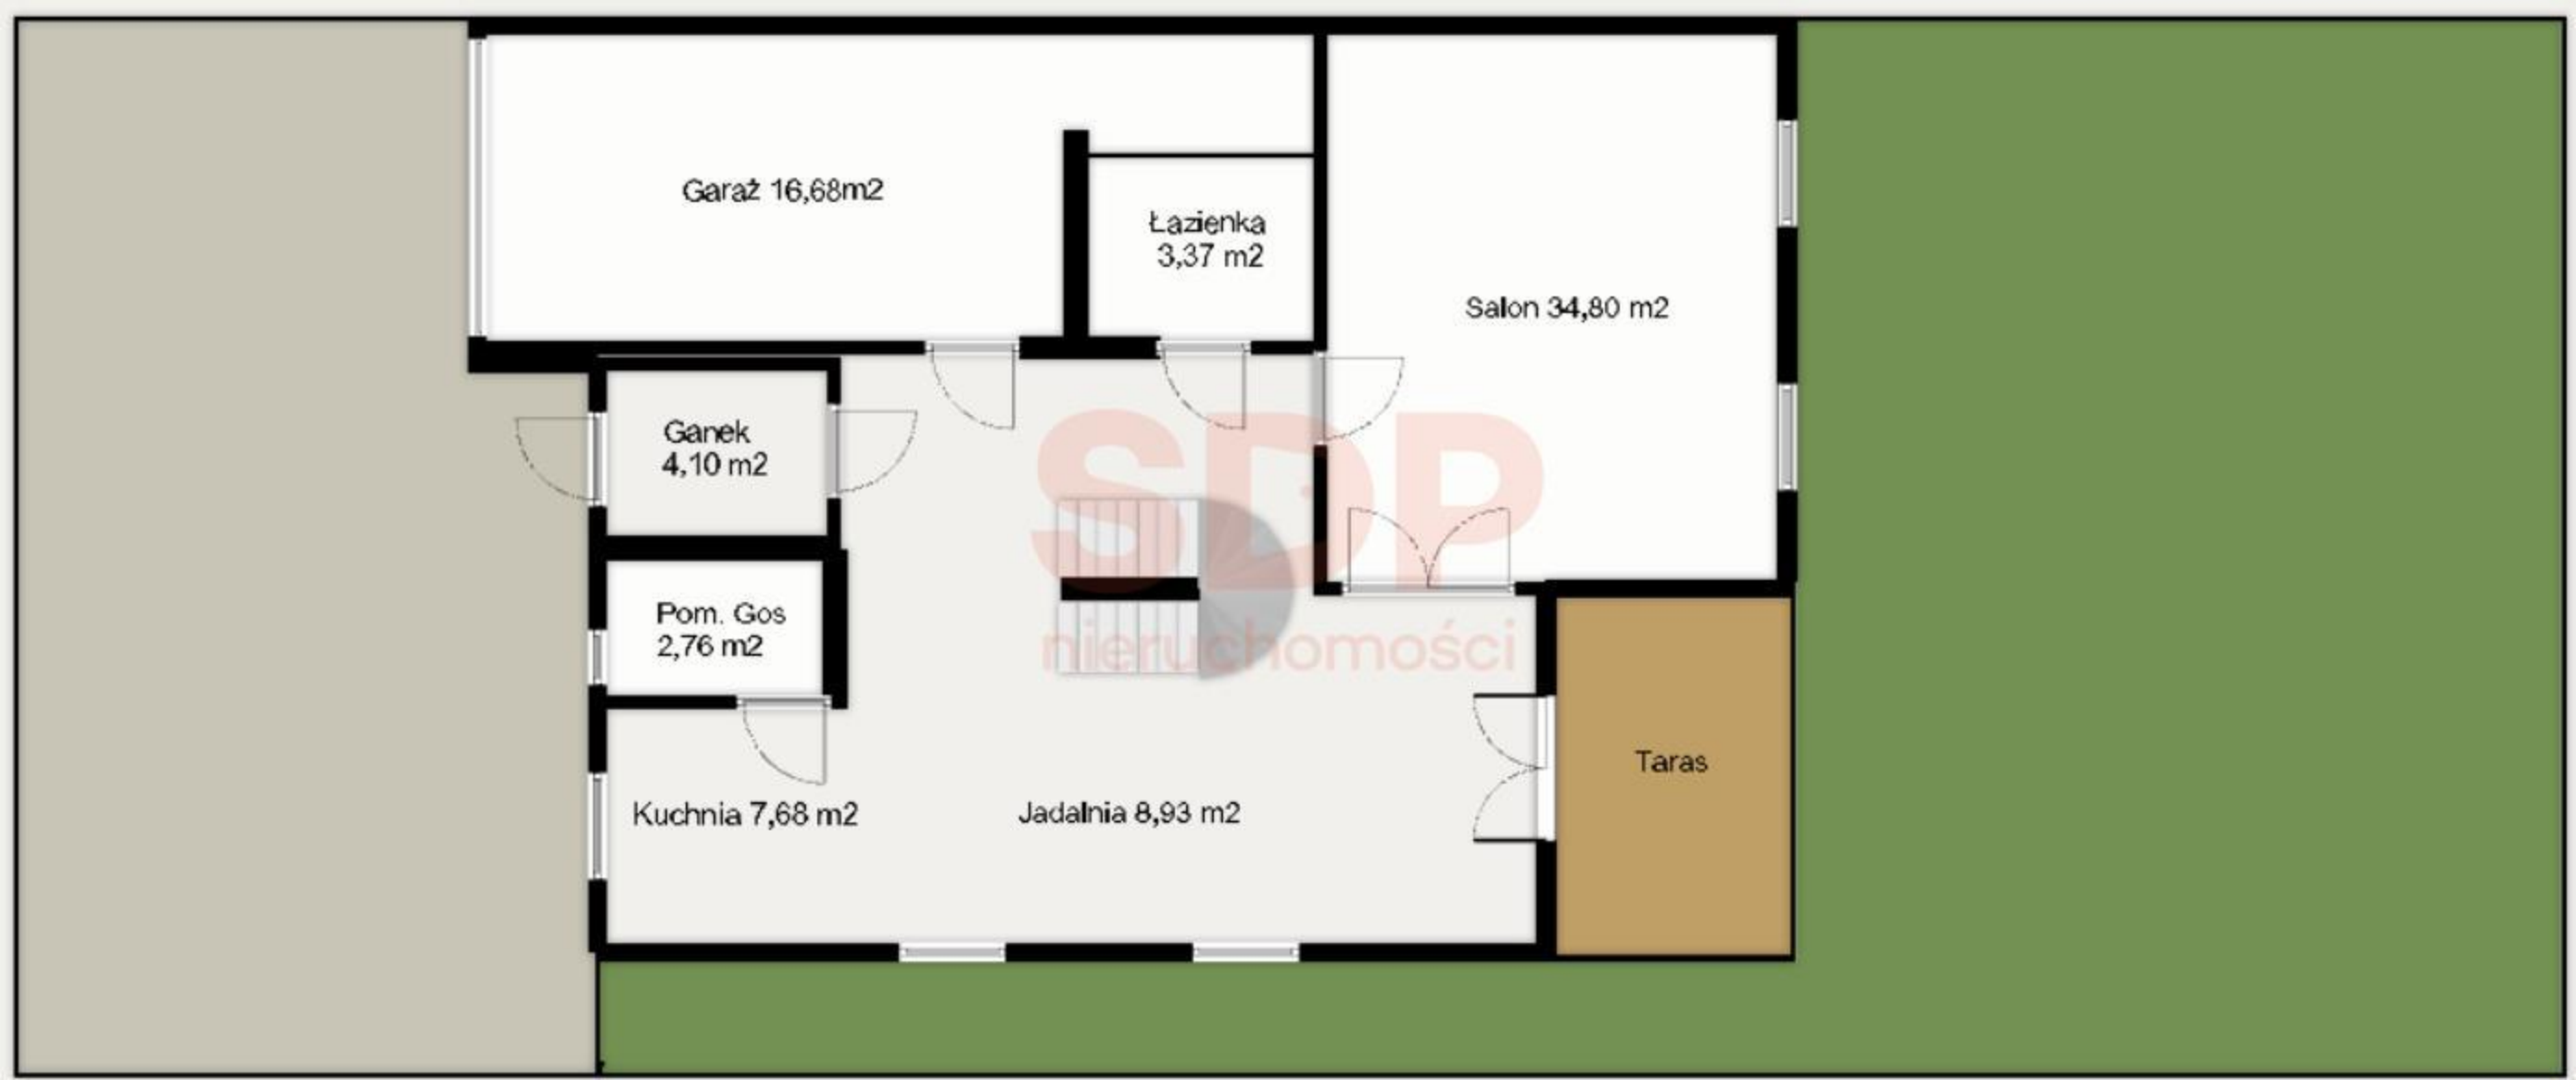 Garaż 16,68m2
Łazienka
3,37 m2
Salon 34,80 m2
Ganek
4,10 m2
SDP
nieruchomości
Pom. Gos
2,76 m2
Taras
Kuchnia 7,68 m2
Jadalnia 8,93 m2